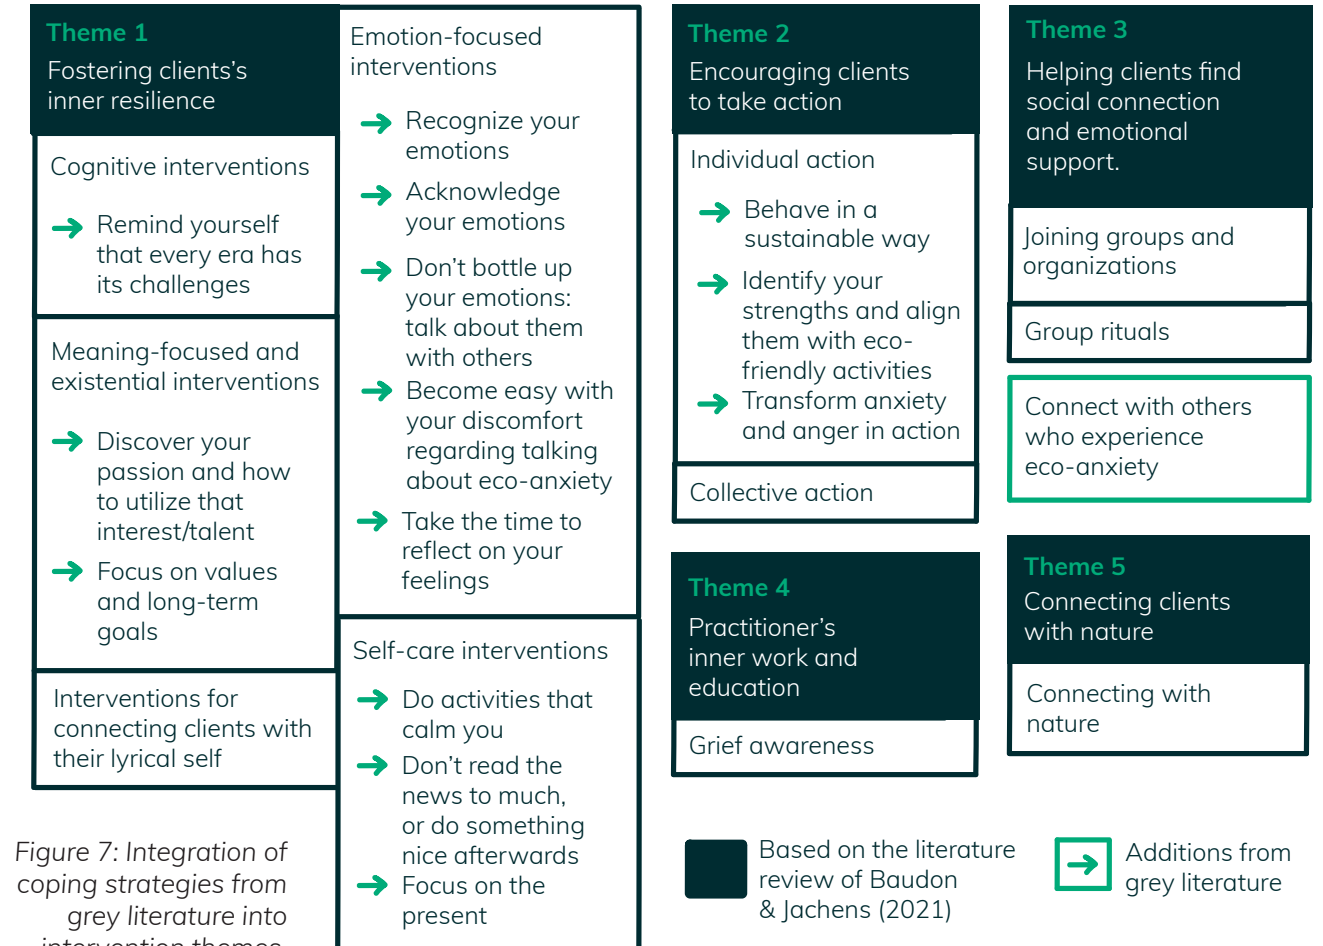 Theme 1
Fostering clients's
inner resilience
Cognitive interventions
Remind yourself
that every era has
its challenges
Meaning-focused and
existential interventions
Discover your
passion and how
to utilize that
interest/talent
Focus on values
and long-term
goals
Interventions for
connecting clients with
their lyrical self
Emotion-focused
interventions
Recognize your
emotions
Acknowledge
your emotions
Don't bottle up
your emotions:
talk about them
with others
Become easy with
your discomfort
regarding talking
about eco-anxiety
Take the time to
reflect on your
feelings
Self-care interventions
Do activities that
calm you
Don't read the
news to much,
or do something
nice afterwards
Focus on the
present
Theme 2
Encouraging clients
to take action
Individual action
Behave in a
sustainable way
Identify your
strengths and align
them with eco-
friendly activities
Transform anxiety
and anger in action
Collective action
Theme 3
Helping clients find
social connection
and emotional
support.
Joining groups and
organizations
Group rituals
Connect with others
who experience
eco-anxiety
Theme 4
Practitioner's
inner work and
education
Grief awareness
Theme 5
Connecting clients
with nature
Connecting with
nature
Based on the literature
review of Baudon
& Jachens (2021)
Additions from
grey literature
Figure 7: Integration of
coping strategies from
grey literature into
intervention themes